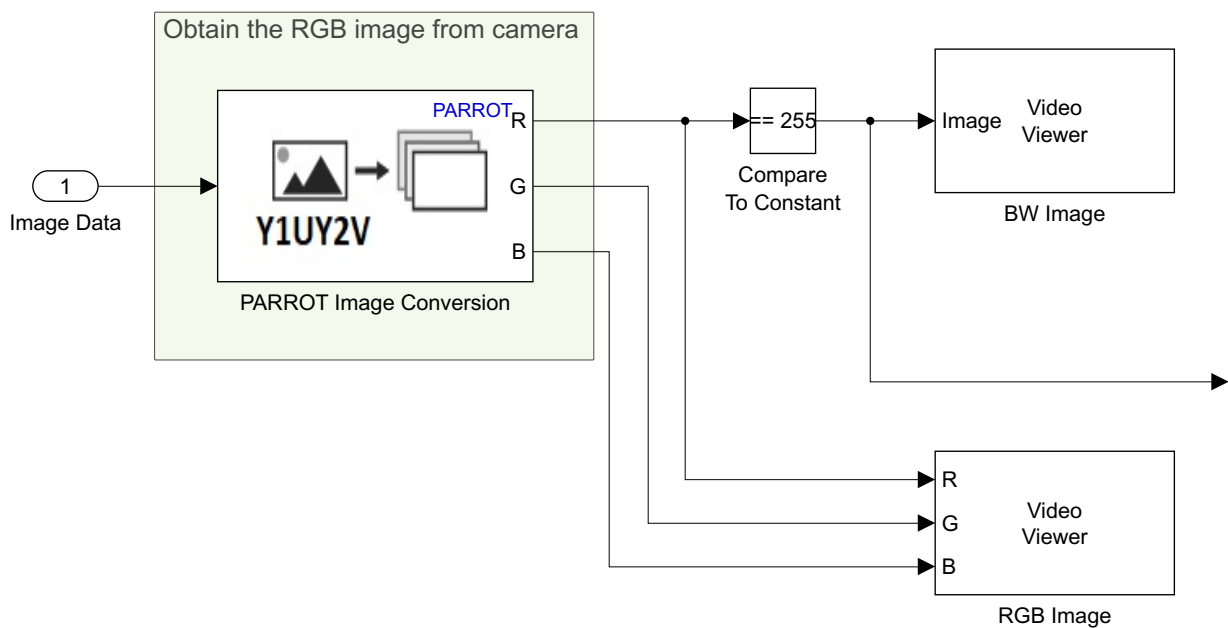 Obtain the RGB image from camera
PARROT
R
G
B
Y1UY2V
PARROT Image Conversion
1
Image Data
== 255
Compare
To Constant
Image
Video
Viewer
BW Image
R
G
B
Video
Viewer
RGB Image